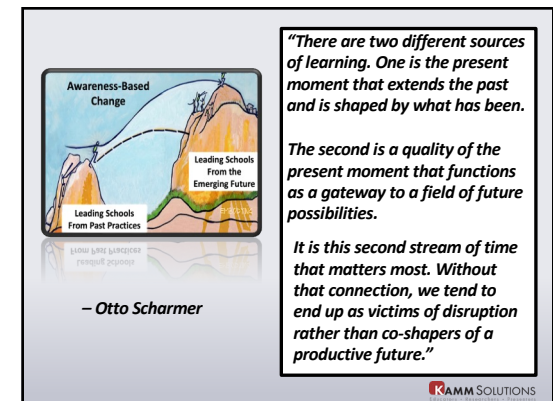 Awareness-Based
Change
Leading Schools
From the
Emerging Future
Leading Schools
From Past Practices
– Otto Scharmer
“There are two different sources
of learning. One is the present
moment that extends the past
and is shaped by what has been.
The second is a quality of the
present moment that functions
as a gateway to a field of future
possibilities.
It is this second stream of time
that matters most. Without
that connection, we tend to
end up as victims of disruption
rather than co-shapers of a
productive future.”
KAMM SOLUTIONS
Educators • Researchers • Presenters